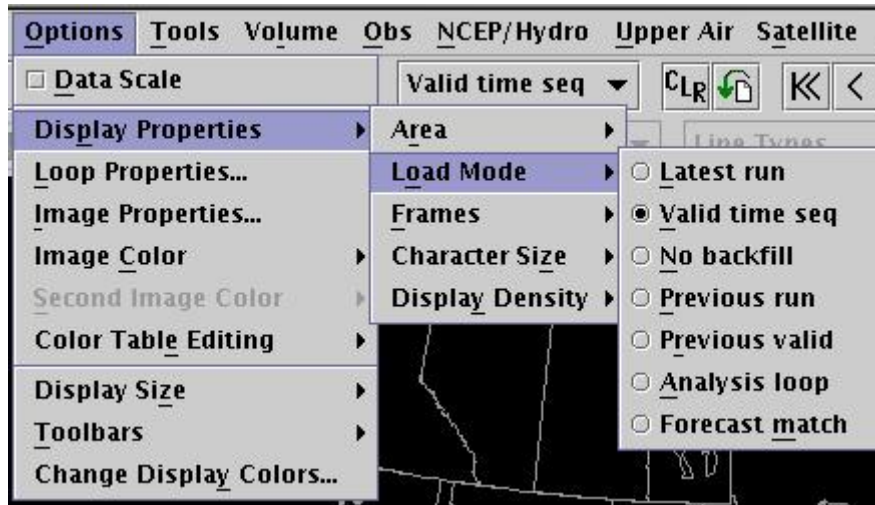 Options Tools Volume Obs NCEP/Hydro Upper Air Satellite
Data Scale
Valid time seq
CLR
Display Properties
Loop Properties...
Image Properties...
Image Color
Second Image Color
Color Table Editing
Display Size
Toolbars
Change Display Colors...
Area
Load Mode
Frames
Character Size
Display Density
Line Types
Latest run
Valid time seq
No backfill
Previous run
Previous valid
Analysis loop
Forecast match